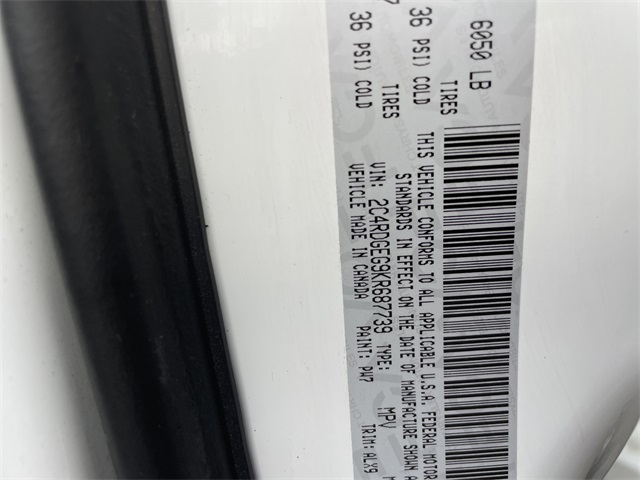 6050 LB
TIRES
36 PSI) COLD
TIRES
36 PSI) COLD
THIS VEHICLE CONFORMS TO ALL APPLICABLE U.S.A. FEDERAL MOTOR
STANDARDS IN EFFECT ON THE DATE OF MANUFACTURE SHOWN
VIN: 2C4RDGEG9KR687739 TYPE: MPV
VEHICLE MADE IN CANADA PAINT: PW7 TRIM: ALX9